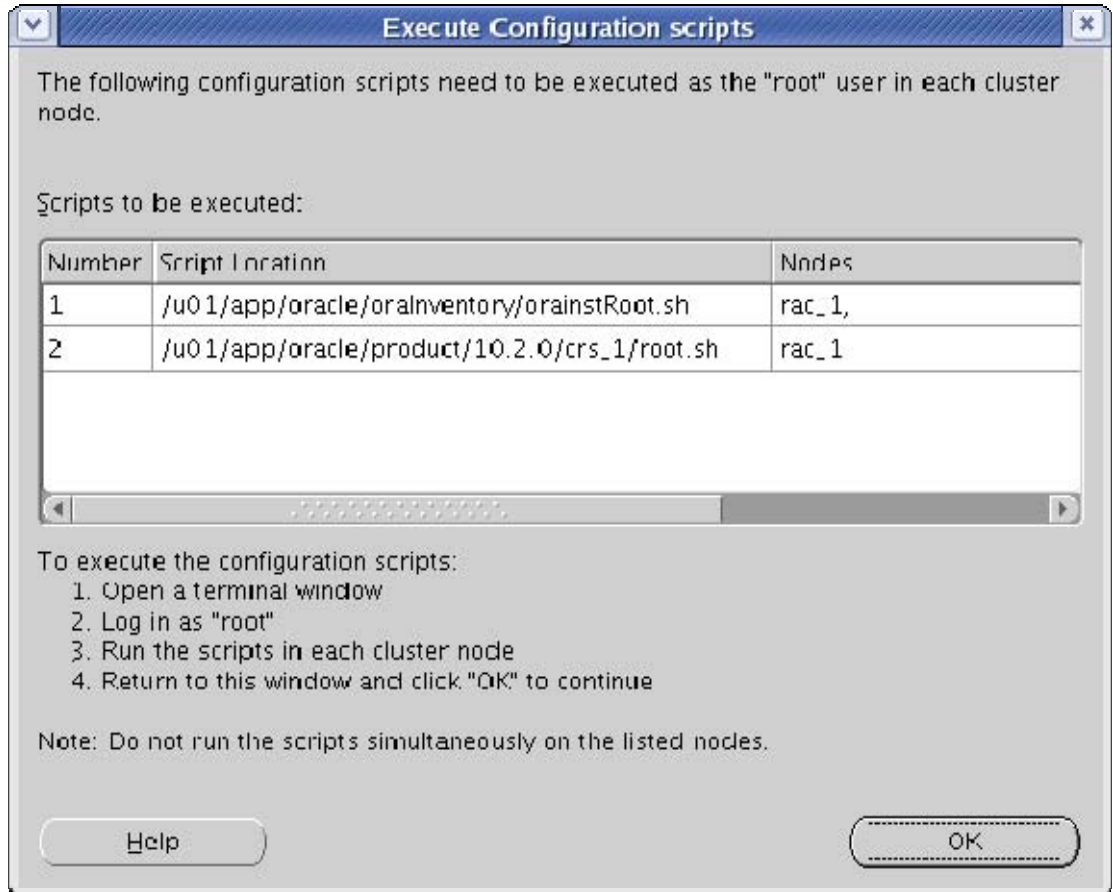 Execute Configuration scripts
The following configuration scripts need to be executed as the "root" user in each cluster
node.
Scripts to be executed:
Number Script Location Nodes
1 /u01/app/oracle/oraInventory/orainstRoot.sh rac_1,
2 /u01/app/oracle/product/10.2.0/crs_1/root.sh rac_1
To execute the configuration scripts:
1. Open a terminal window
2. Log in as "root"
3. Run the scripts in each cluster node
4. Return to this window and click "OK" to continue
Note: Do not run the scripts simultaneously on the listed nodes.
Help OK